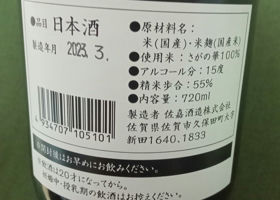 ●品目 日本酒
製造年月 2023.3.
4934707105101
●原材料名:
米(国産)・米麹(国産米)
●使用米:さがの華100%
●アルコール分:15度
●精米歩合:55%
●内容量:720ml
製造者 佐嘉酒造株式会社
佐賀県佐賀市久保田町大字
新田1640.1833
開封後はお早めにお飲みください。
飲酒は20才になってから。
妊娠中・授乳期の飲酒はお控えください。